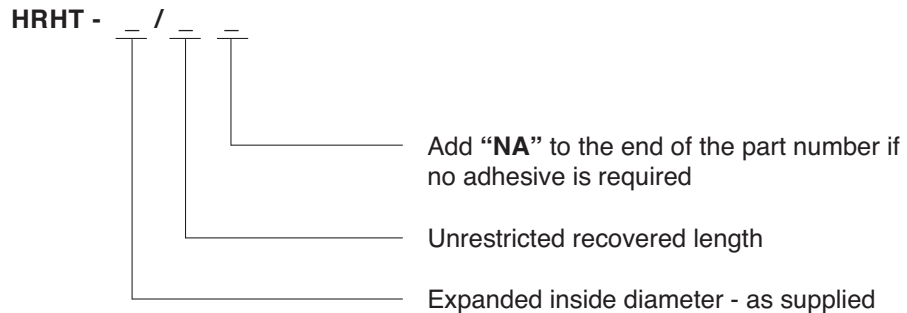 HRHT - _ / _ _
Add “NA” to the end of the part number if
no adhesive is required
Unrestricted recovered length
Expanded inside diameter - as supplied